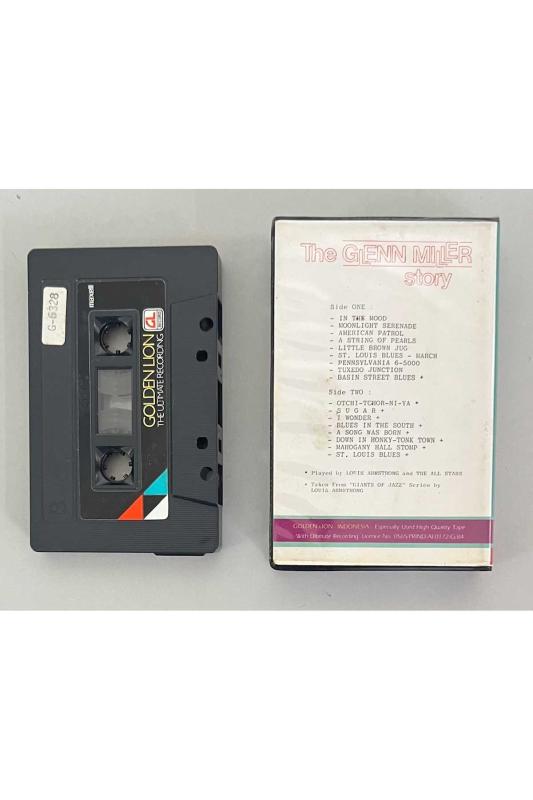 G-6328
maxell
GOLDEN LION
THE ULTIMATE RECORDING
GL
B
The GLENN MILLER
story
Side ONE :
- IN THE MOOD
- MOONLIGHT SERENADE
- AMERICAN PATROL
- A STRING OF PEARLS
- LITTLE BROWN JUG
- ST. LOUIS BLUES - MARCH
- PENNSYLVANIA 6-5000
- TUXEDO JUNCTION
- BASIN STREET BLUES *
Side TWO :
- OTCHI-TCHOR-NI-YA *
- S U G A R +
- I WONDER +
- BLUES IN THE SOUTH +
- A SONG WAS BORN +
- DOWN IN HONKY-TONK TOWN +
- MAHOGANY HALL STOMP +
- ST. LOUIS BLUES +
* Played by LOUIS ARMSTRONG and THE ALL STARS
+ Taken From "GIANTS OF JAZZ" Series by
LOUIS ARMSTRONG
GOLDEN LION INDONESIA Especially Used High Quality Tape
With Ultimate Recording Licence No.